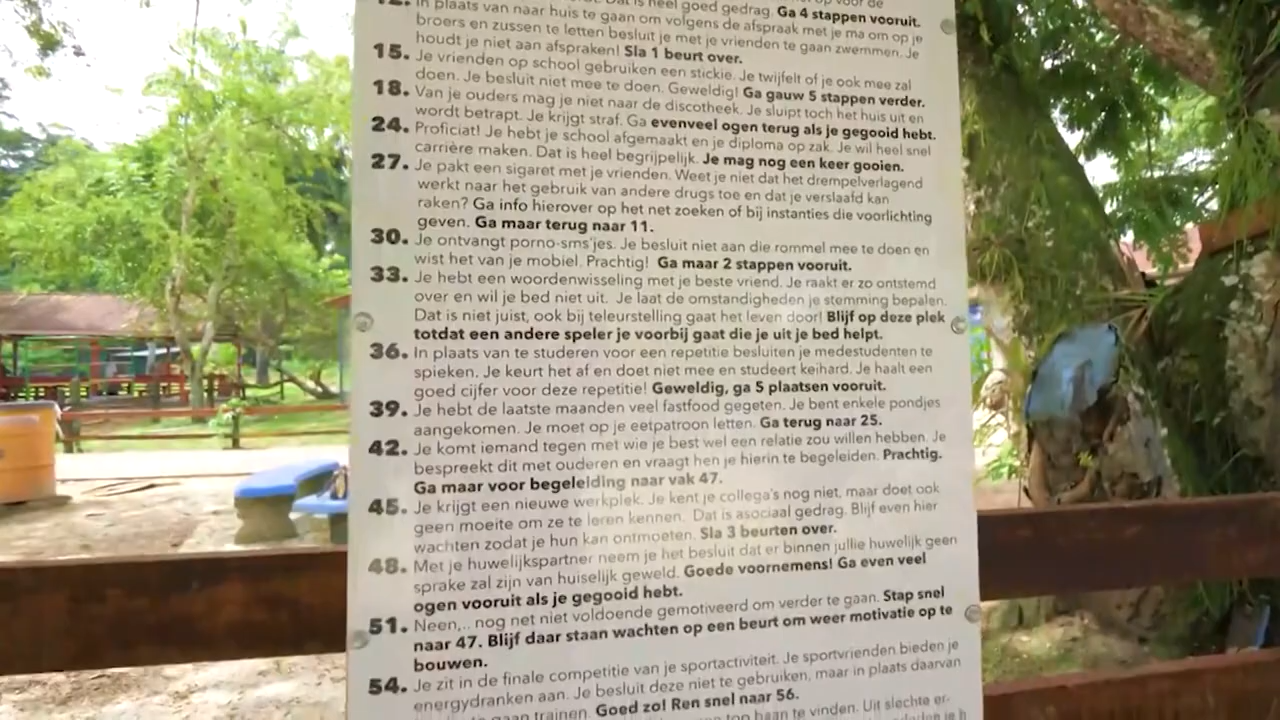 Dat is heel goed gedrag. Ga 4 stappen vooruit.
12. In plaats van naar huis te gaan om volgens de afspraak met je ma om op je
broers en zussen te letten besluit je met je vrienden te gaan zwemmen. Je
houdt je niet aan afspraken! Sla 1 beurt over.
15. Je vrienden op school gebruiken een stickie. Je twijfelt of je ook mee zal
doen. Je besluit niet mee te doen. Geweldig! Ga gauw 5 stappen verder.
18. Van je ouders mag je niet naar de discotheek. Je sluipt toch het huis uit en
wordt betrapt. Je krijgt straf. Ga evenveel ogen terug als je gegooid hebt.
24. Proficiat! Je hebt je school afgemaakt en je diploma op zak. Je wil heel snel
carrière maken. Dat is heel begrijpelijk. Je mag nog een keer gooien.
27. Je pakt een sigaret met je vrienden. Weet je niet dat het drempelverlagend
werkt naar het gebruik van andere drugs toe en dat je verslaafd kan
raken? Ga info hierover op het net zoeken of bij instanties die voorlichting
geven. Ga maar terug naar 11.
30. Je ontvangt porno-sms'jes. Je besluit niet aan die rommel mee te doen en
wist het van je mobiel. Prachtig! Ga maar 2 stappen vooruit.
33. Je hebt een woordenwisseling met je beste vriend. Je raakt er zo ontstemd
over en wil je bed niet uit. Je laat de omstandigheden je stemming bepalen.
Dat is niet juist, ook bij teleurstelling gaat het leven door! Blijf op deze plek
totdat een andere speler je voorbij gaat die je uit je bed helpt.
36. In plaats van te studeren voor een repetitie besluiten je medestudenten te
spieken. Je keurt het af en doet niet mee en studeert keihard. Je haalt een
goed cijfer voor deze repetitie! Geweldig, ga 5 plaatsen vooruit.
39. Je hebt de laatste maanden veel fastfood gegeten. Je bent enkele pondjes
aangekomen. Je moet op je eetpatroon letten. Ga terug naar 25.
42. Je komt iemand tegen met wie je best wel een relatie zou willen hebben. Je
bespreekt dit met ouderen en vraagt hen je hierin te begeleiden. Prachtig.
Ga maar voor begeleiding naar vak 47.
45. Je krijgt een nieuwe werkplek. Je kent je collega's nog niet, maar doet ook
geen moeite om ze te leren kennen. Dat is asociaal gedrag. Blijf even hier
wachten zodat je hun kan ontmoeten. Sla 3 beurten over.
48. Met je huwelijkspartner neem je het besluit dat er binnen jullie huwelijk geen
sprake zal zijn van huiselijk geweld. Goede voornemens! Ga even veel
ogen vooruit als je gegooid hebt.
51. Neen,.. nog net niet voldoende gemotiveerd om verder te gaan. Stap snel
naar 47. Blijf daar staan wachten op een beurt om weer motivatie op te
bouwen.
54. Je zit in de finale competitie van je sportactiviteit. Je sportvrienden bieden je
energydranken aan. Je besluit deze niet te gebruiken, maar in plaats daarvan
gaan trainen. Goed zo! Ren snel naar 56.
baan te vinden. Uit slechte er-